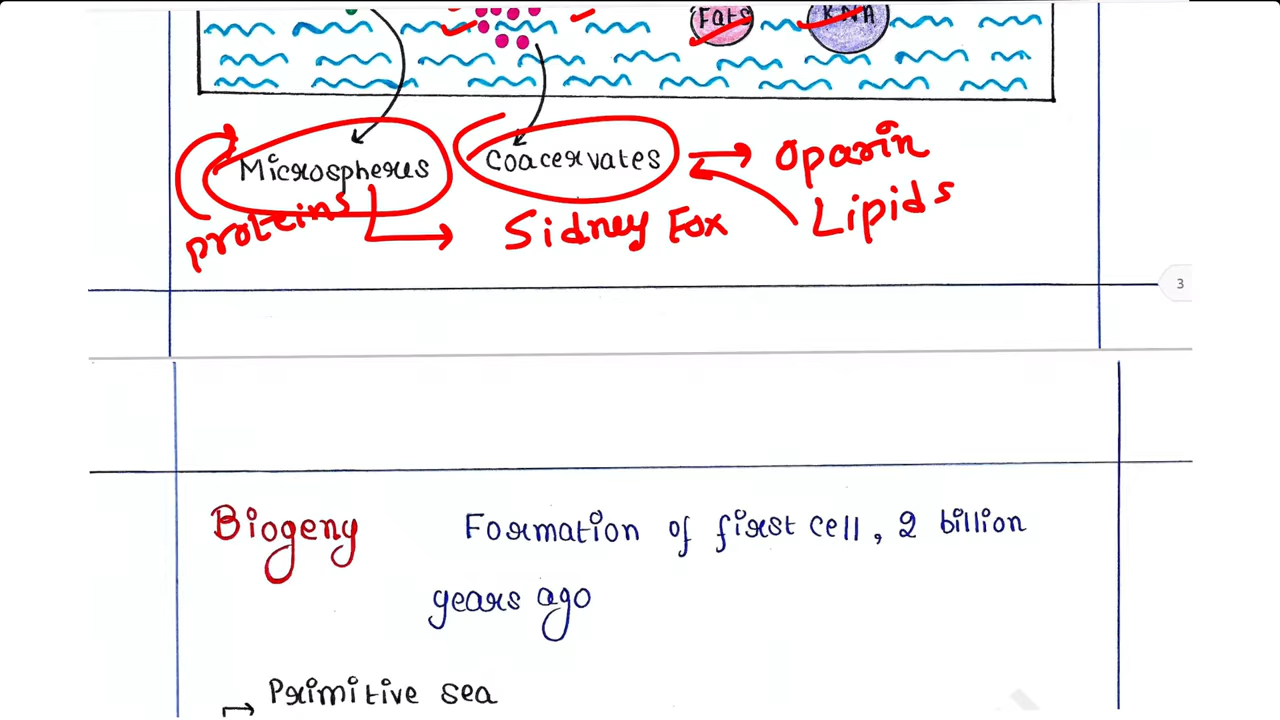 Fats
RNA
Microspheres
Coacervates
Oparin
proteins
Sidney Fox
Lipids
3
Biogeny
Formation of first cell, 2 billion
years ago
Primitive sea